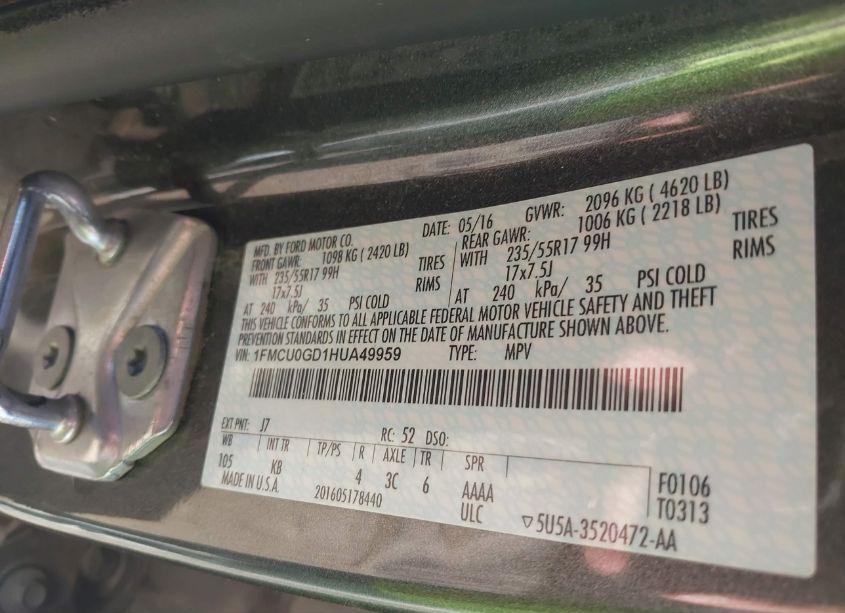 MFD. BY FORD MOTOR CO. DATE: 05/16 GVWR: 2096 KG ( 4620 LB)
FRONT GAWR: 1098 KG ( 2420 LB) REAR GAWR: 1006 KG ( 2218 LB)
WITH 235/55R17 99H TIRES WITH 235/55R17 99H TIRES
17x7.5J RIMS 17x7.5J RIMS
AT 240 kPa/ 35 PSI COLD AT 240 kPa/ 35 PSI COLD
THIS VEHICLE CONFORMS TO ALL APPLICABLE FEDERAL MOTOR VEHICLE SAFETY AND THEFT
PREVENTION STANDARDS IN EFFECT ON THE DATE OF MANUFACTURE SHOWN ABOVE.
VIN: 1FMCU0GD1HUA49959 TYPE: MPV
EXT PNT: J7 RC: 52 DSO:
WB INT TR TP/PS R AXLE TR SPR
105 KB 4 3C 6 AAAA F0106
MADE IN U.S.A. 201605178440 ULC T0313
▽5U5A-3520472-AA